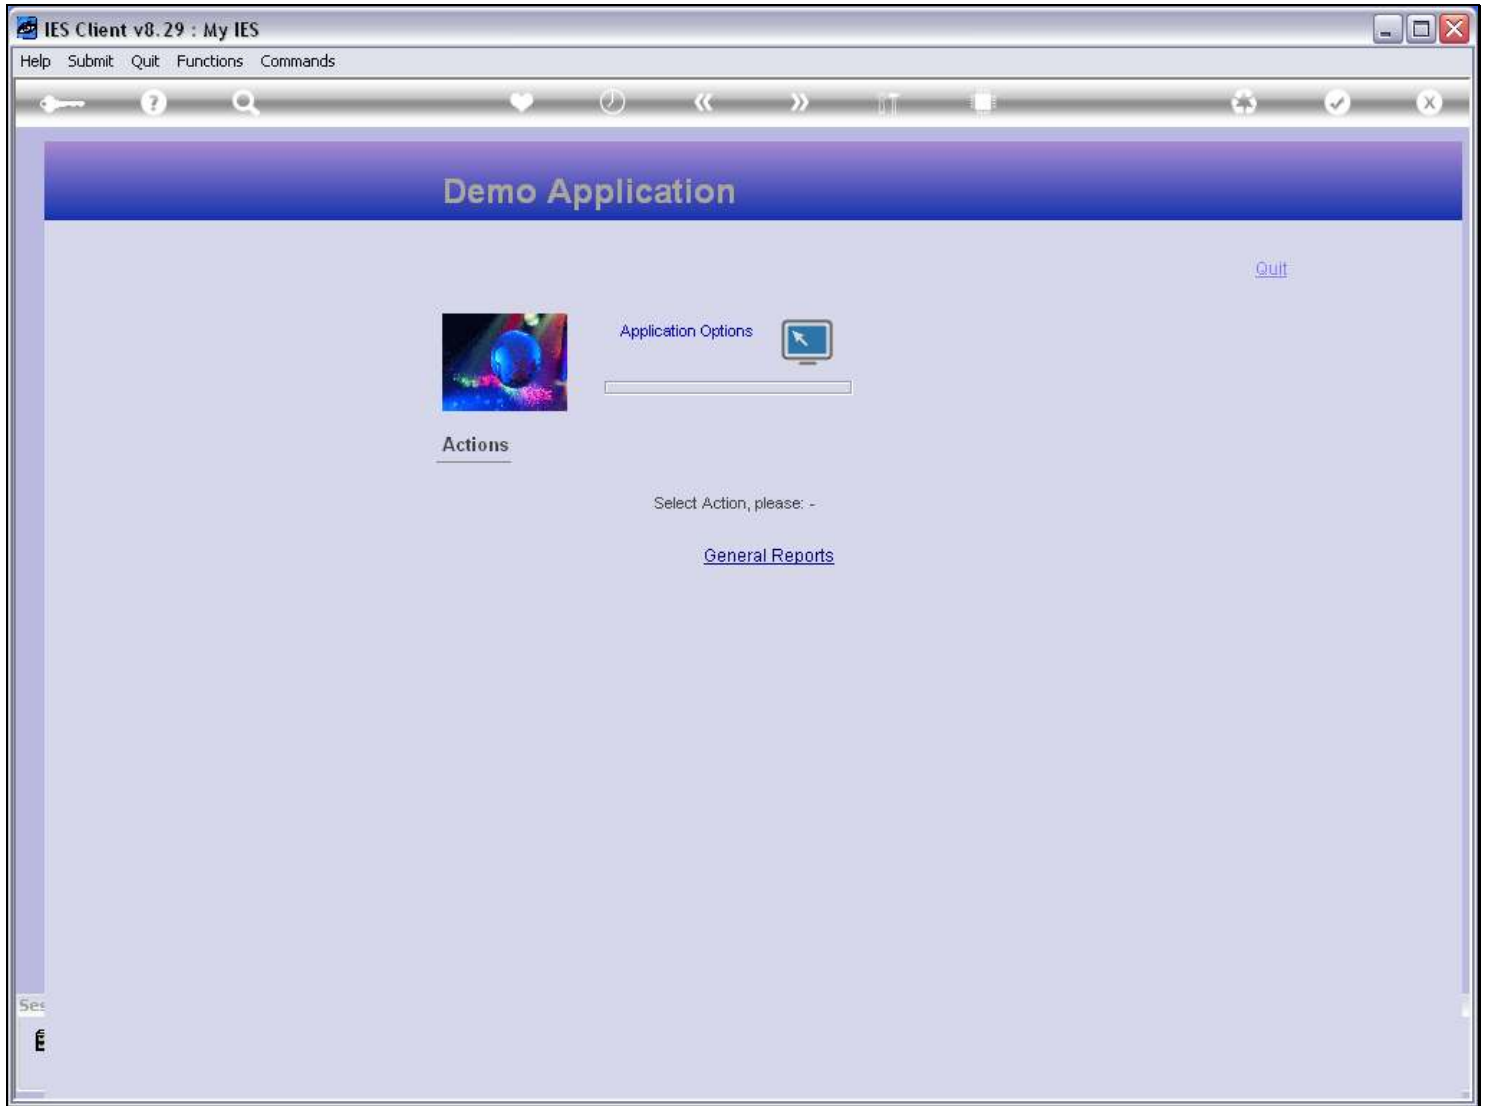 IES Client v8.29 : My IES
Help Submit Quit Functions Commands
Demo Application
Quit
Application Options
Actions
Select Action, please: -
General Reports